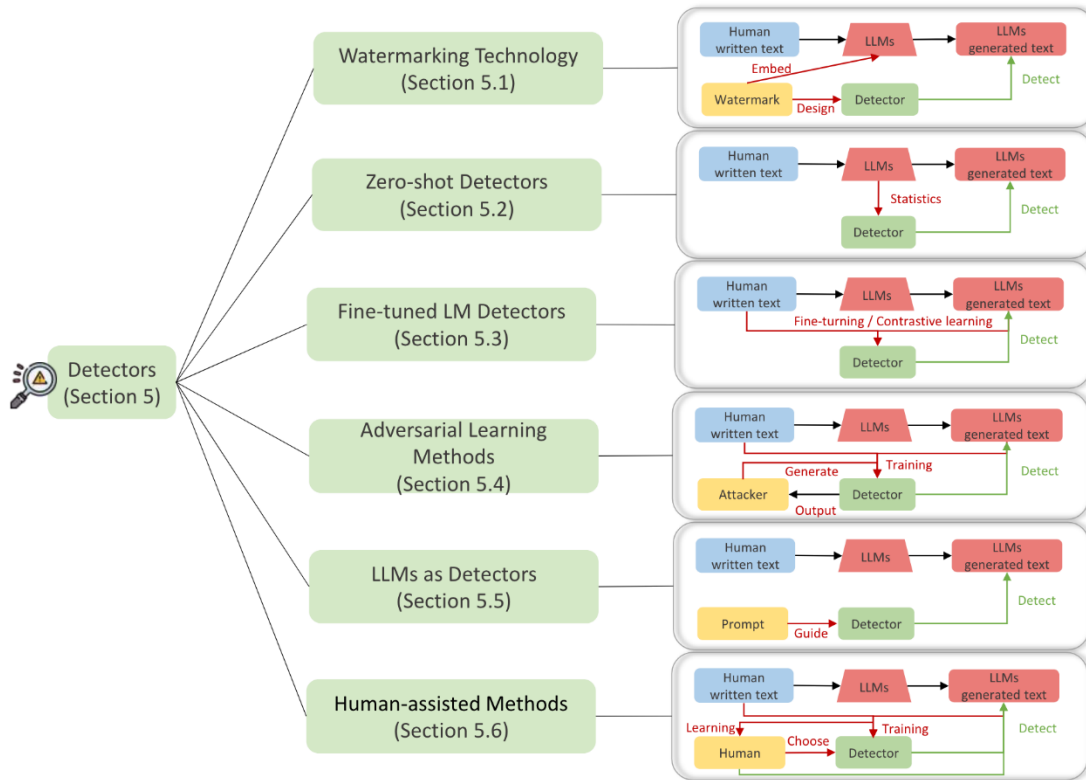 Detectors
(Section 5)
Watermarking Technology
(Section 5.1)
Human
written text
LLMs
LLMs
generated text
Embed
Detect
Watermark
Design
Detector
Zero-shot Detectors
(Section 5.2)
Human
written text
LLMs
LLMs
generated text
Statistics
Detect
Detector
Fine-tuned LM Detectors
(Section 5.3)
Human
written text
LLMs
LLMs
generated text
Fine-turning / Contrastive learning
Detect
Detector
Adversarial Learning
Methods
(Section 5.4)
Human
written text
LLMs
LLMs
generated text
Generate
Training
Detect
Attacker
Output
Detector
LLMs as Detectors
(Section 5.5)
Human
written text
LLMs
LLMs
generated text
Detect
Prompt
Guide
Detector
Human-assisted Methods
(Section 5.6)
Human
written text
LLMs
LLMs
generated text
Learning
Training
Detect
Human
Choose
Detector